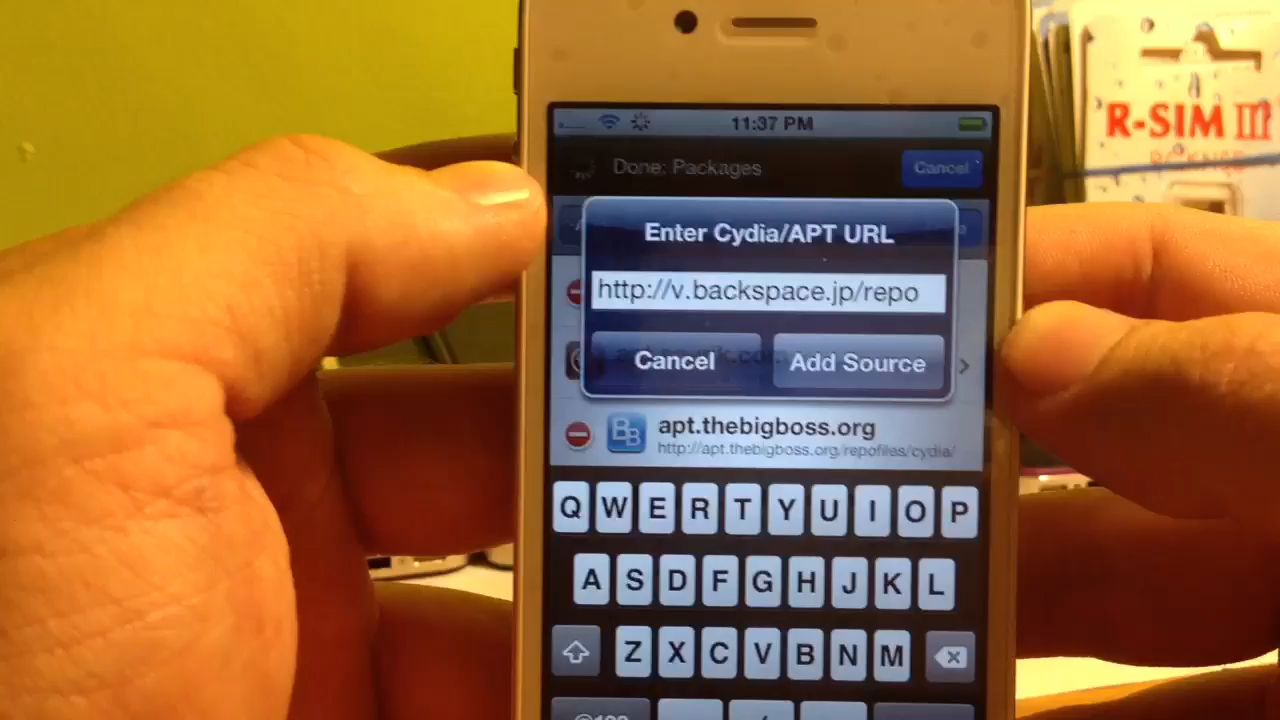 R-SIM III
11:37 PM
Done: Packages
Cancel
Enter Cydia/APT URL
http://v.backspace.jp/repo
Cancel
Add Source
BB
apt.thebigboss.org
http://apt.thebigboss.org/repofiles/cydia/
Q W E R T Y U I O P
A S D F G H J K L
Z X C V B N M